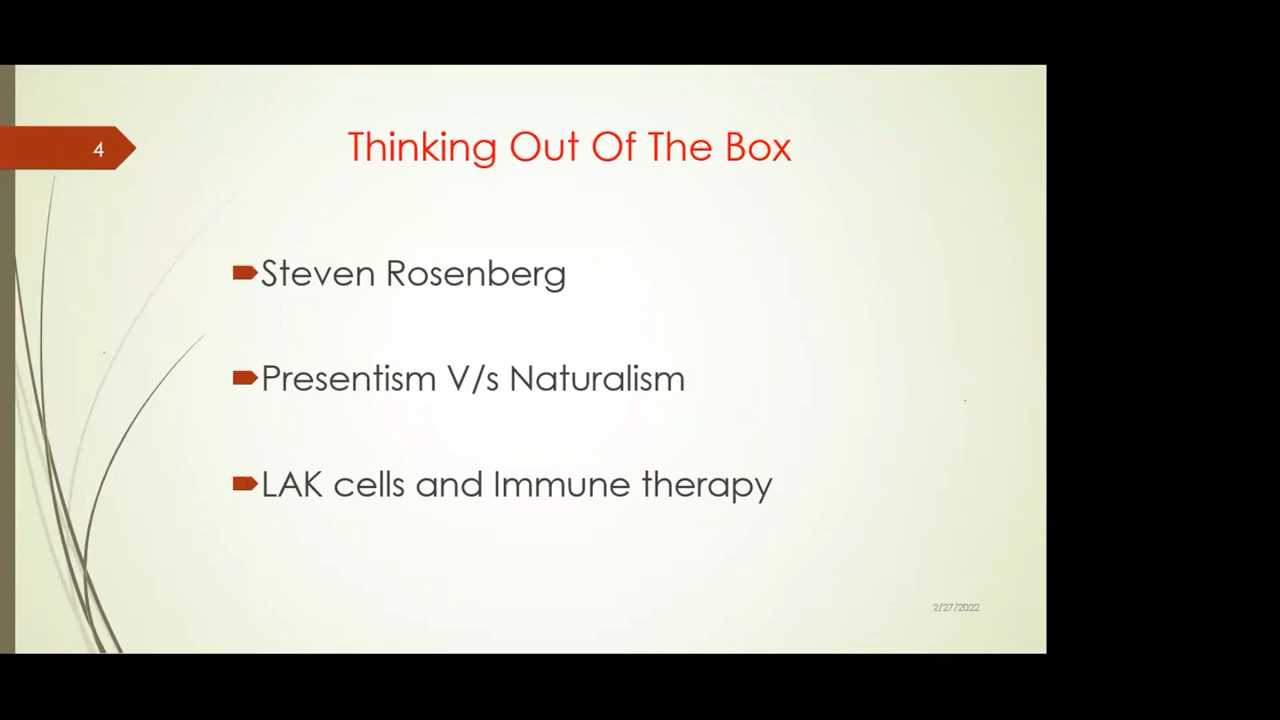 4
Thinking Out Of The Box
Steven Rosenberg
Presentism V/s Naturalism
LAK cells and Immune therapy
2/27/2022